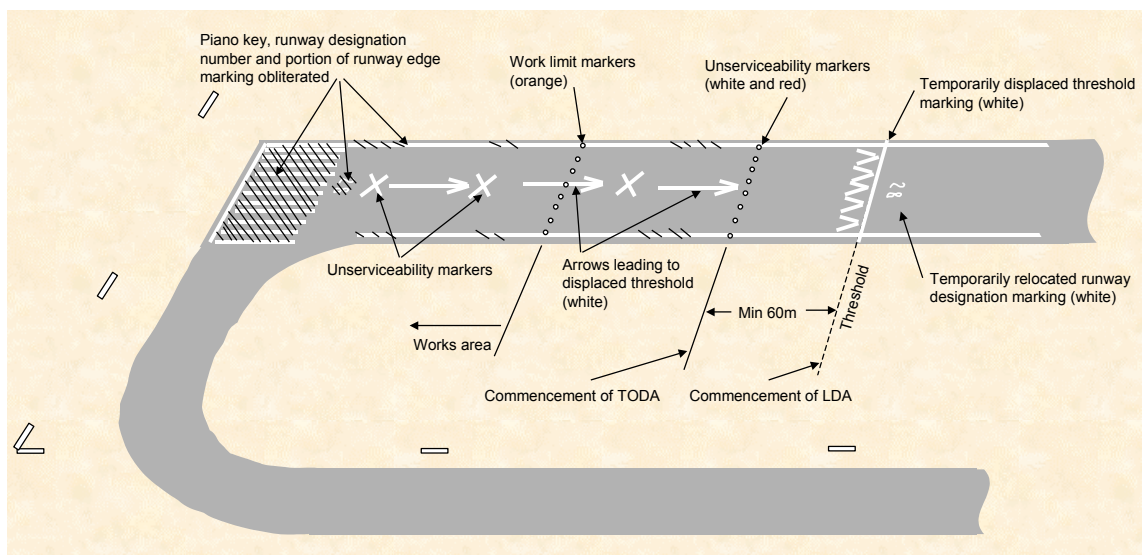 Piano key, runway designation
number and portion of runway edge
marking obliterated
Work limit markers
(orange)
Unserviceability markers
(white and red)
Temporarily displaced threshold
marking (white)
28
Unserviceability markers
Arrows leading to
displaced threshold
(white)
Temporarily relocated runway
designation marking (white)
Works area
Min 60m
Threshold
Commencement of TODA
Commencement of LDA